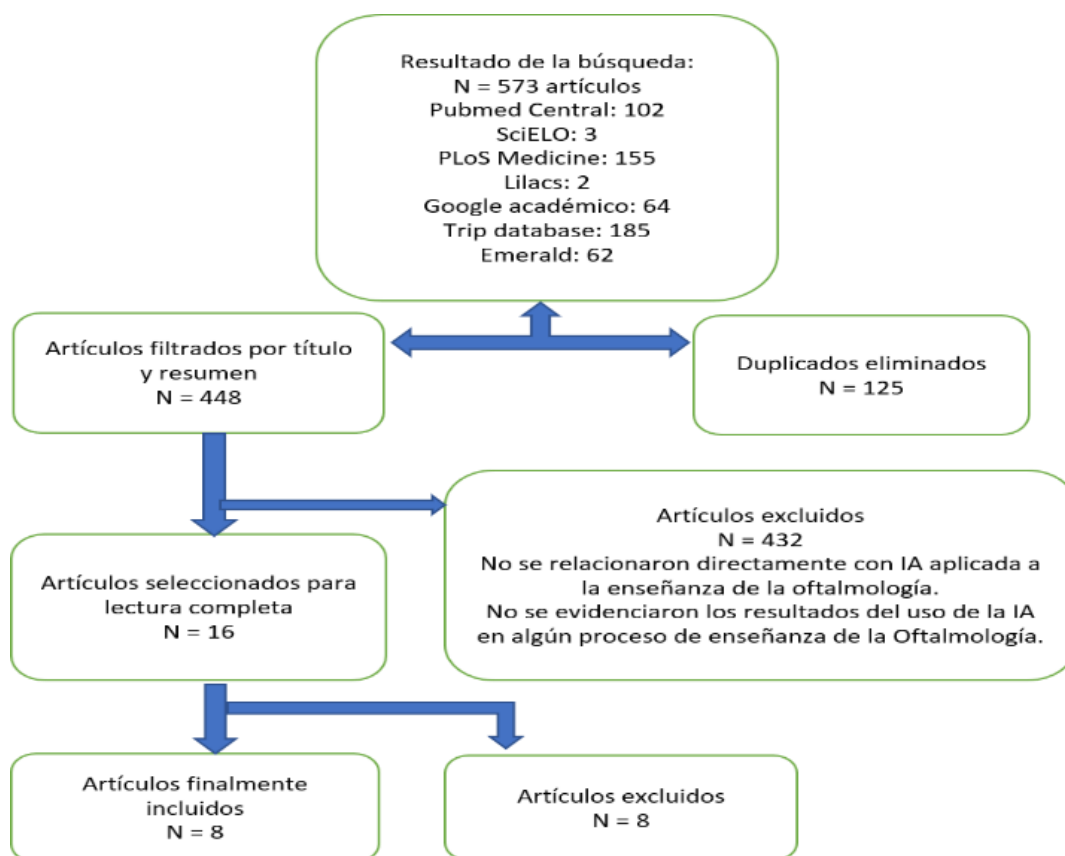 Resultado de la búsqueda:
N = 573 artículos
Pubmed Central: 102
SciELO: 3
PLoS Medicine: 155
Lilacs: 2
Google académico: 64
Trip database: 185
Emerald: 62
Artículos filtrados por título
y resumen
N = 448
Duplicados eliminados
N = 125
Artículos excluidos
N = 432
No se relacionaron directamente con IA aplicada a
la enseñanza de la oftalmología.
No se evidenciaron los resultados del uso de la IA
en algún proceso de enseñanza de la Oftalmología.
Artículos seleccionados para
lectura completa
N = 16
Artículos finalmente
incluidos
N = 8
Artículos excluidos
N = 8